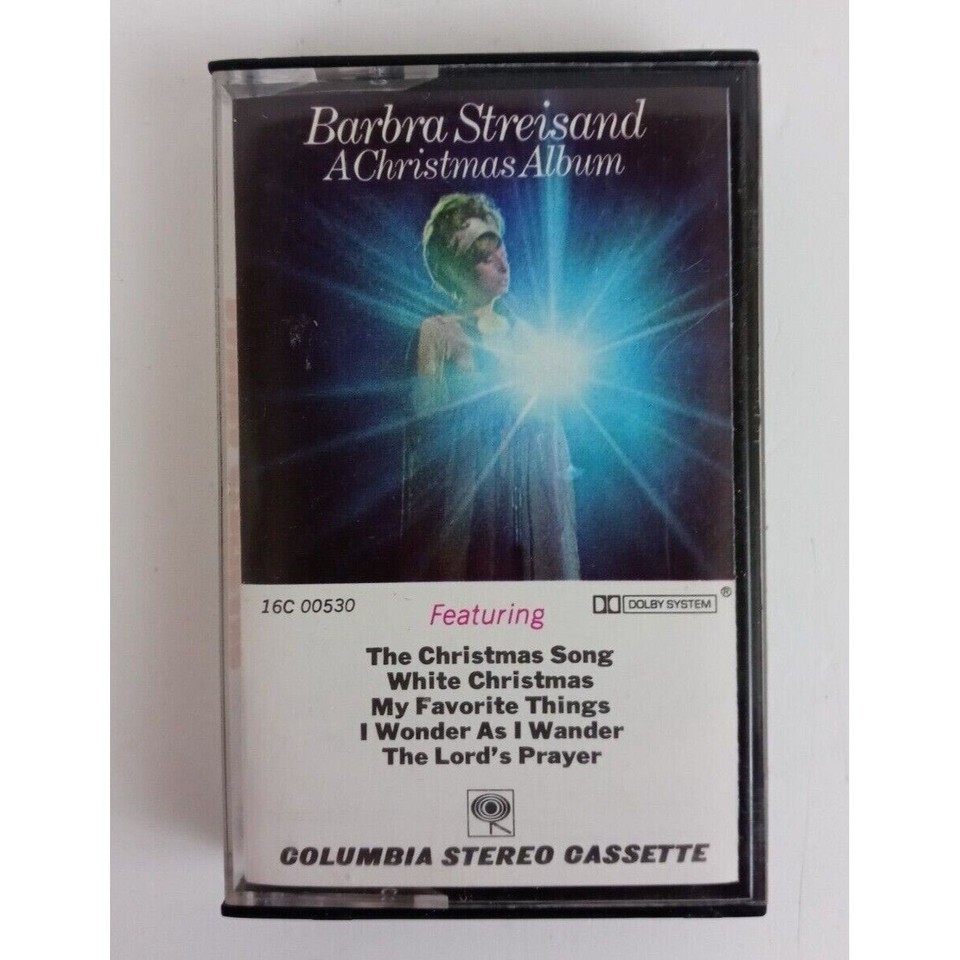 Barbra Streisand
A Christmas Album
16C 00530
Featuring
DOLBY SYSTEM®
The Christmas Song
White Christmas
My Favorite Things
I Wonder As I Wander
The Lord's Prayer
COLUMBIA STEREO CASSETTE